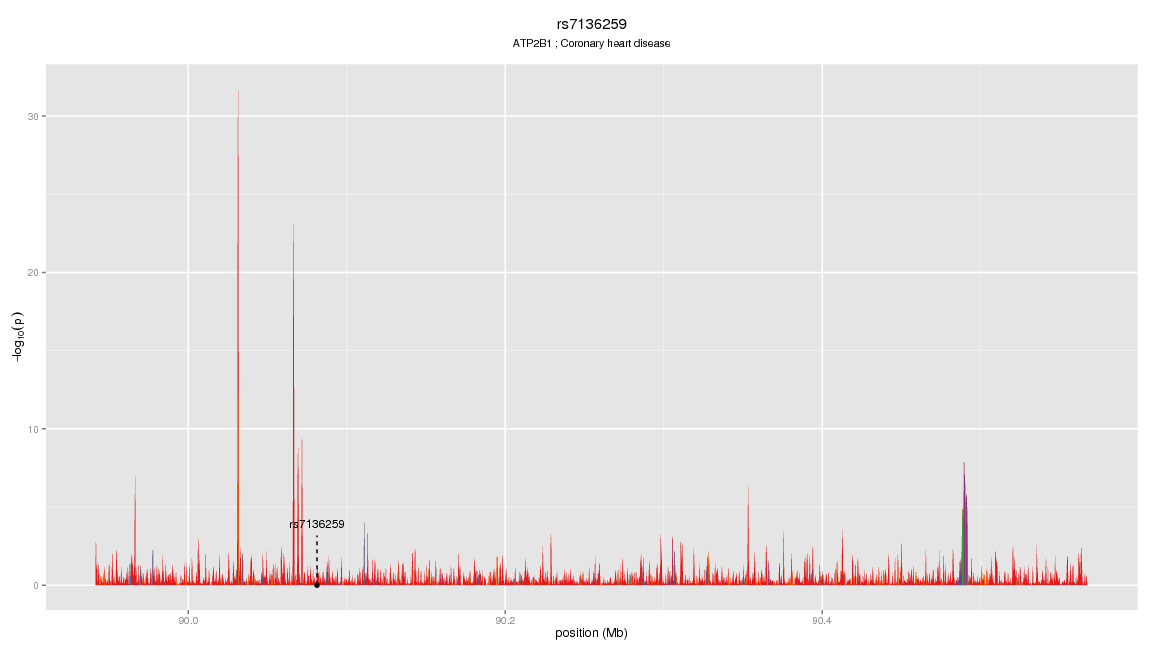 rs7136259
ATP2B1 ; Coronary heart disease
30
20
10
0
−log10(p)
rs7136259
90.0
90.2
90.4
position (Mb)